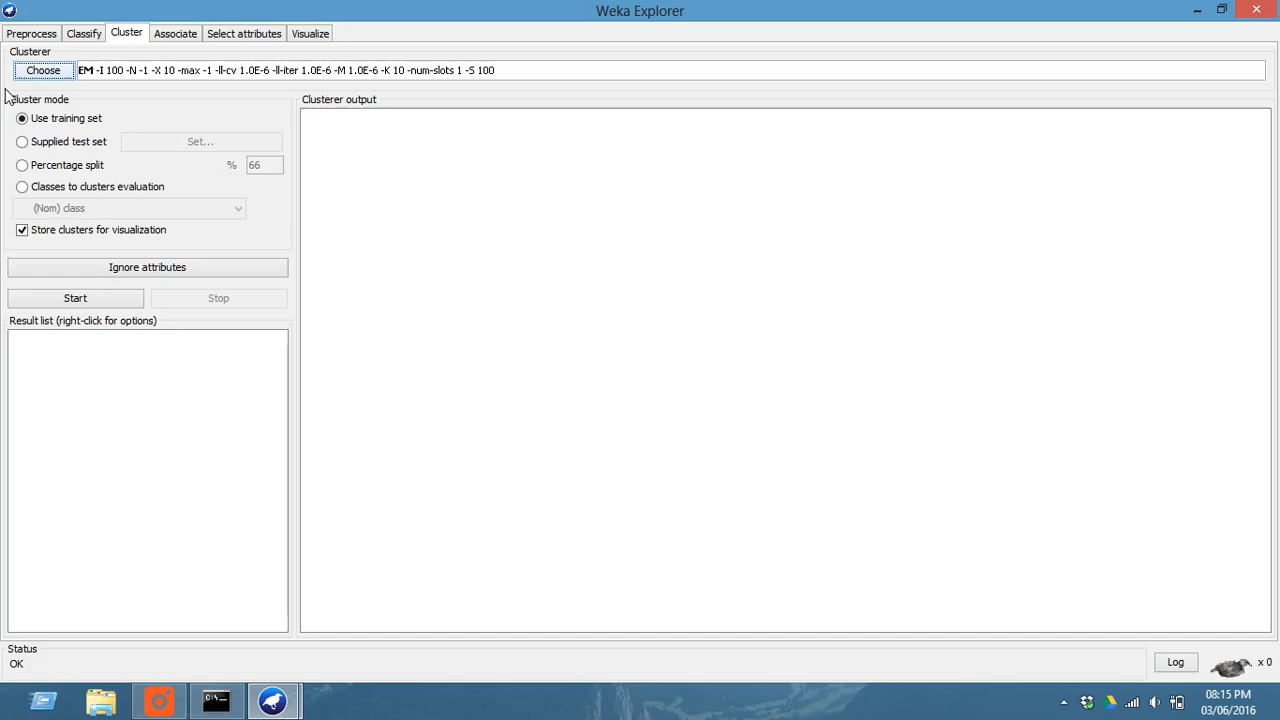 Weka Explorer
Preprocess Classify Cluster Associate Select attributes Visualize
Clusterer
Choose EM -I 100 -N -1 -X 10 -max -1 -ll-cv 1.0E-6 -ll-iter 1.0E-6 -M 1.0E-6 -K 10 -num-slots 1 -S 100
Cluster mode
Use training set
Supplied test set Set...
Percentage split % 66
Classes to clusters evaluation
(Nom) class
Store clusters for visualization
Ignore attributes
Start Stop
Result list (right-click for options)
Clusterer output
Status
OK
Log x 0
C:\.
08:15 PM
03/06/2016